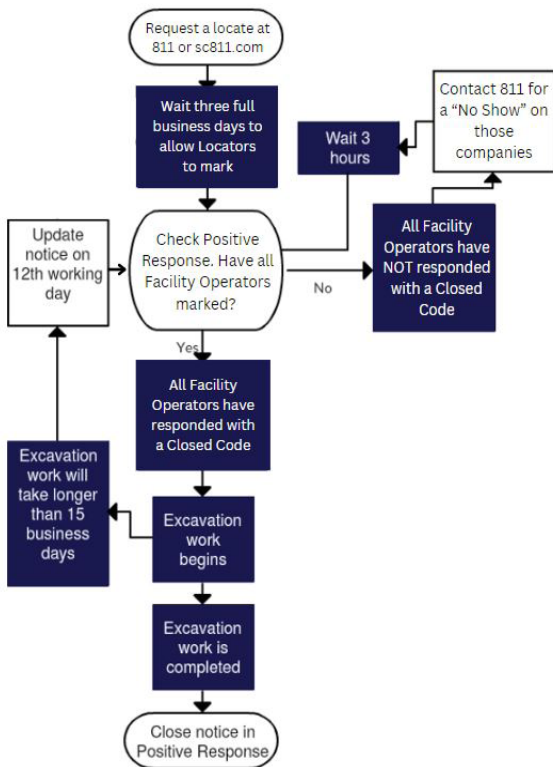 Request a locate at
811 or sc811.com
Wait three full
business days to
allow Locators
to mark
Wait 3
hours
Contact 811 for
a “No Show” on
those
companies
Update
notice on
12th working
day
Check Positive
Response. Have all
Facility Operators
marked?
No
All Facility
Operators have
NOT responded
with a Closed
Code
Yes
All Facility
Operators have
responded with
a Closed Code
Excavation
work will
take longer
than 15
business
days
Excavation
work
begins
Excavation
work is
completed
Close notice in
Positive Response